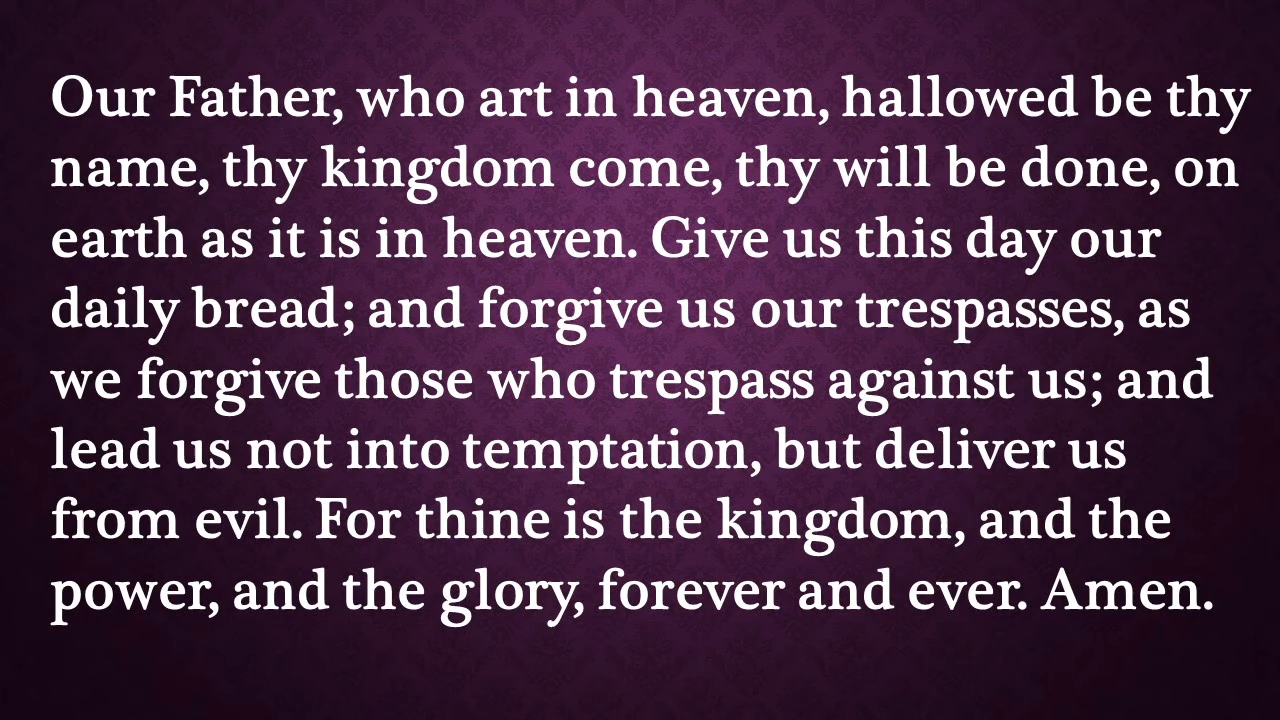 Our Father, who art in heaven, hallowed be thy
name, thy kingdom come, thy will be done, on
earth as it is in heaven. Give us this day our
daily bread; and forgive us our trespasses, as
we forgive those who trespass against us; and
lead us not into temptation, but deliver us
from evil. For thine is the kingdom, and the
power, and the glory, forever and ever. Amen.